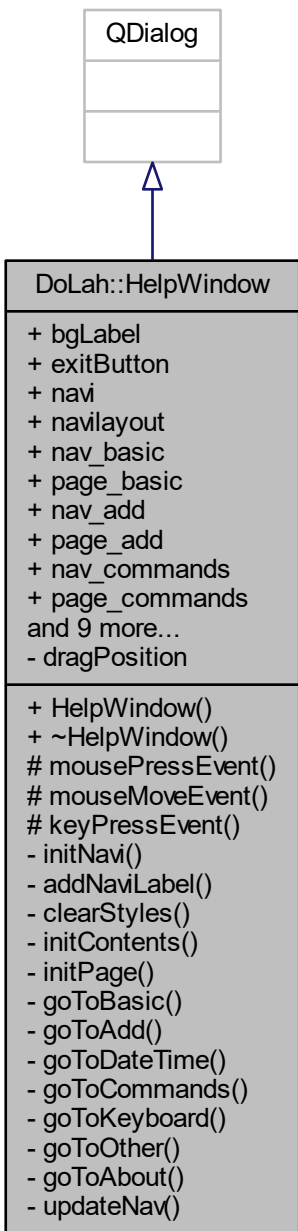 QDialog
DoLah::HelpWindow
+ bgLabel
+ exitButton
+ navi
+ navilayout
+ nav_basic
+ page_basic
+ nav_add
+ page_add
+ nav_commands
+ page_commands
and 9 more...
- dragPosition
+ HelpWindow()
+ ~HelpWindow()
# mousePressEvent()
# mouseMoveEvent()
# keyPressEvent()
- initNavi()
- addNaviLabel()
- clearStyles()
- initContents()
- initPage()
- goToBasic()
- goToAdd()
- goToDateTime()
- goToCommands()
- goToKeyboard()
- goToOther()
- goToAbout()
- updateNav()